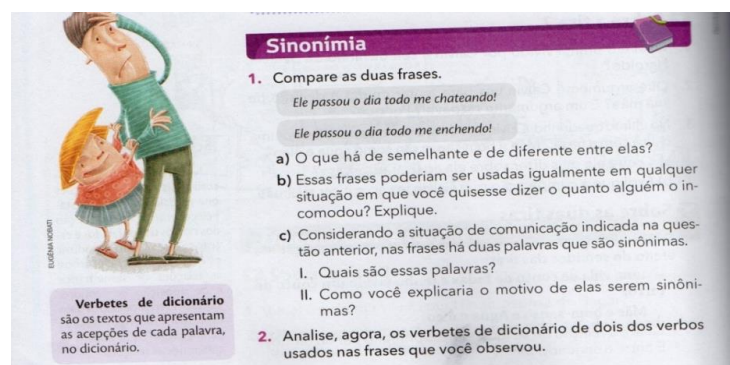 Sinonímia
1. Compare as duas frases.
Ele passou o dia todo me chateando!
Ele passou o dia todo me enchendo!
a) O que há de semelhante e de diferente entre elas?
b) Essas frases poderiam ser usadas igualmente em qualquer
situação em que você quisesse dizer o quanto alguém o in-
comodou? Explique.
c) Considerando a situação de comunicação indicada na ques-
tão anterior, nas frases há duas palavras que são sinônimas.
I. Quais são essas palavras?
II. Como você explicaria o motivo de elas serem sinôni-
mas?
2. Analise, agora, os verbetes de dicionário de dois dos verbos
usados nas frases que você observou.
EUGÊNIA NOBATI
Verbetes de dicionário
são os textos que apresentam
as acepções de cada palavra,
no dicionário.